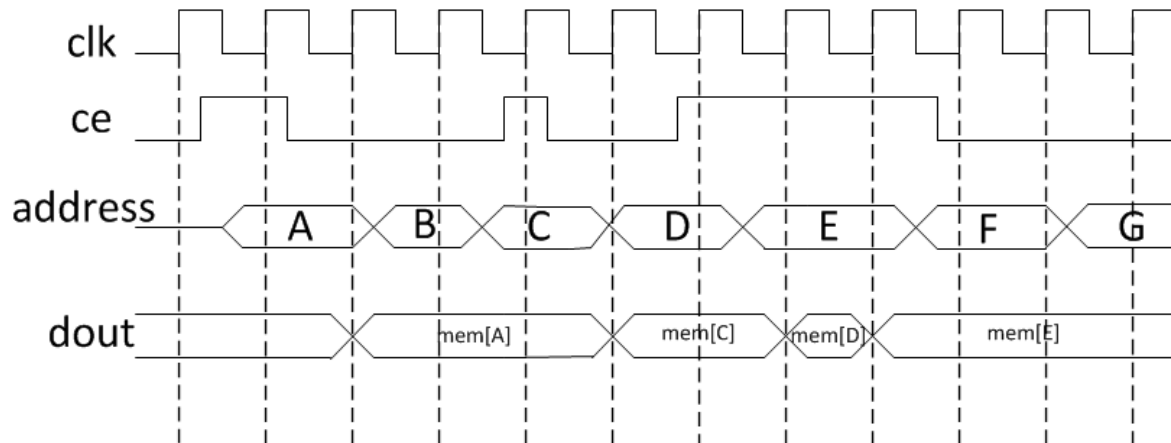 clk
ce
address
A B C D E F G
dout
mem[A] mem[C] mem[D] mem[E]